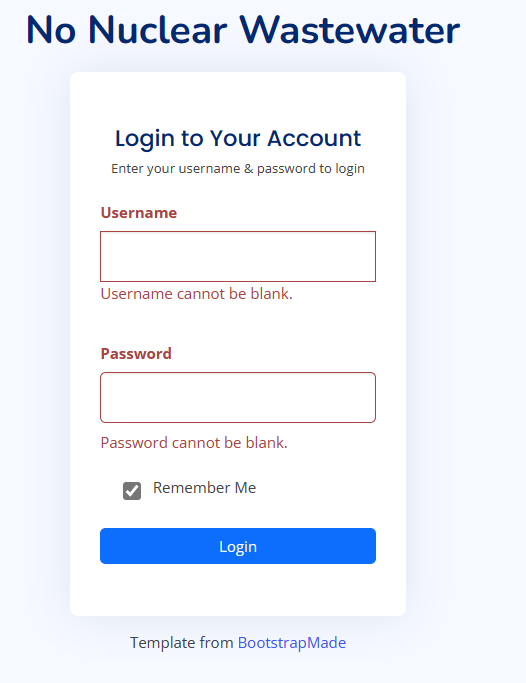 No Nuclear Wastewater
Login to Your Account
Enter your username & password to login
Username
Username cannot be blank.
Password
Password cannot be blank.
Remember Me
Login
Template from BootstrapMade